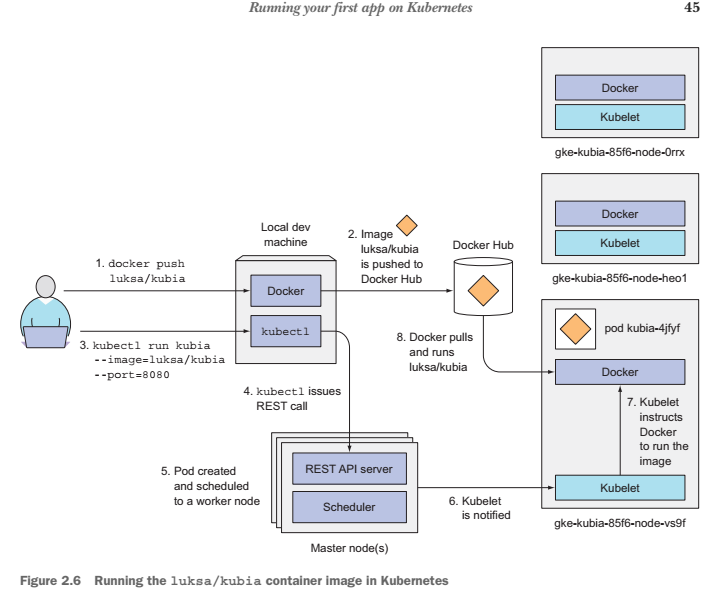 Running your first app on Kubernetes
45
Docker
Kubelet
gke-kubia-85f6-node-0rrx
Docker
Kubelet
gke-kubia-85f6-node-heo1
Local dev
machine
1. docker push
luksa/kubia
Docker
kubectl
2. Image
luksa/kubia
is pushed to
Docker Hub
Docker Hub
3. kubectl run kubia
--image=luksa/kubia
--port=8080
4. kubectl issues
REST call
5. Pod created
and scheduled
to a worker node
REST API server
Scheduler
Master node(s)
6. Kubelet
is notified
8. Docker pulls
and runs
luksa/kubia
pod kubia-4jfyf
Docker
7. Kubelet
instructs
Docker
to run the
image
Kubelet
gke-kubia-85f6-node-vs9f
Figure 2.6 Running the luksa/kubia container image in Kubernetes